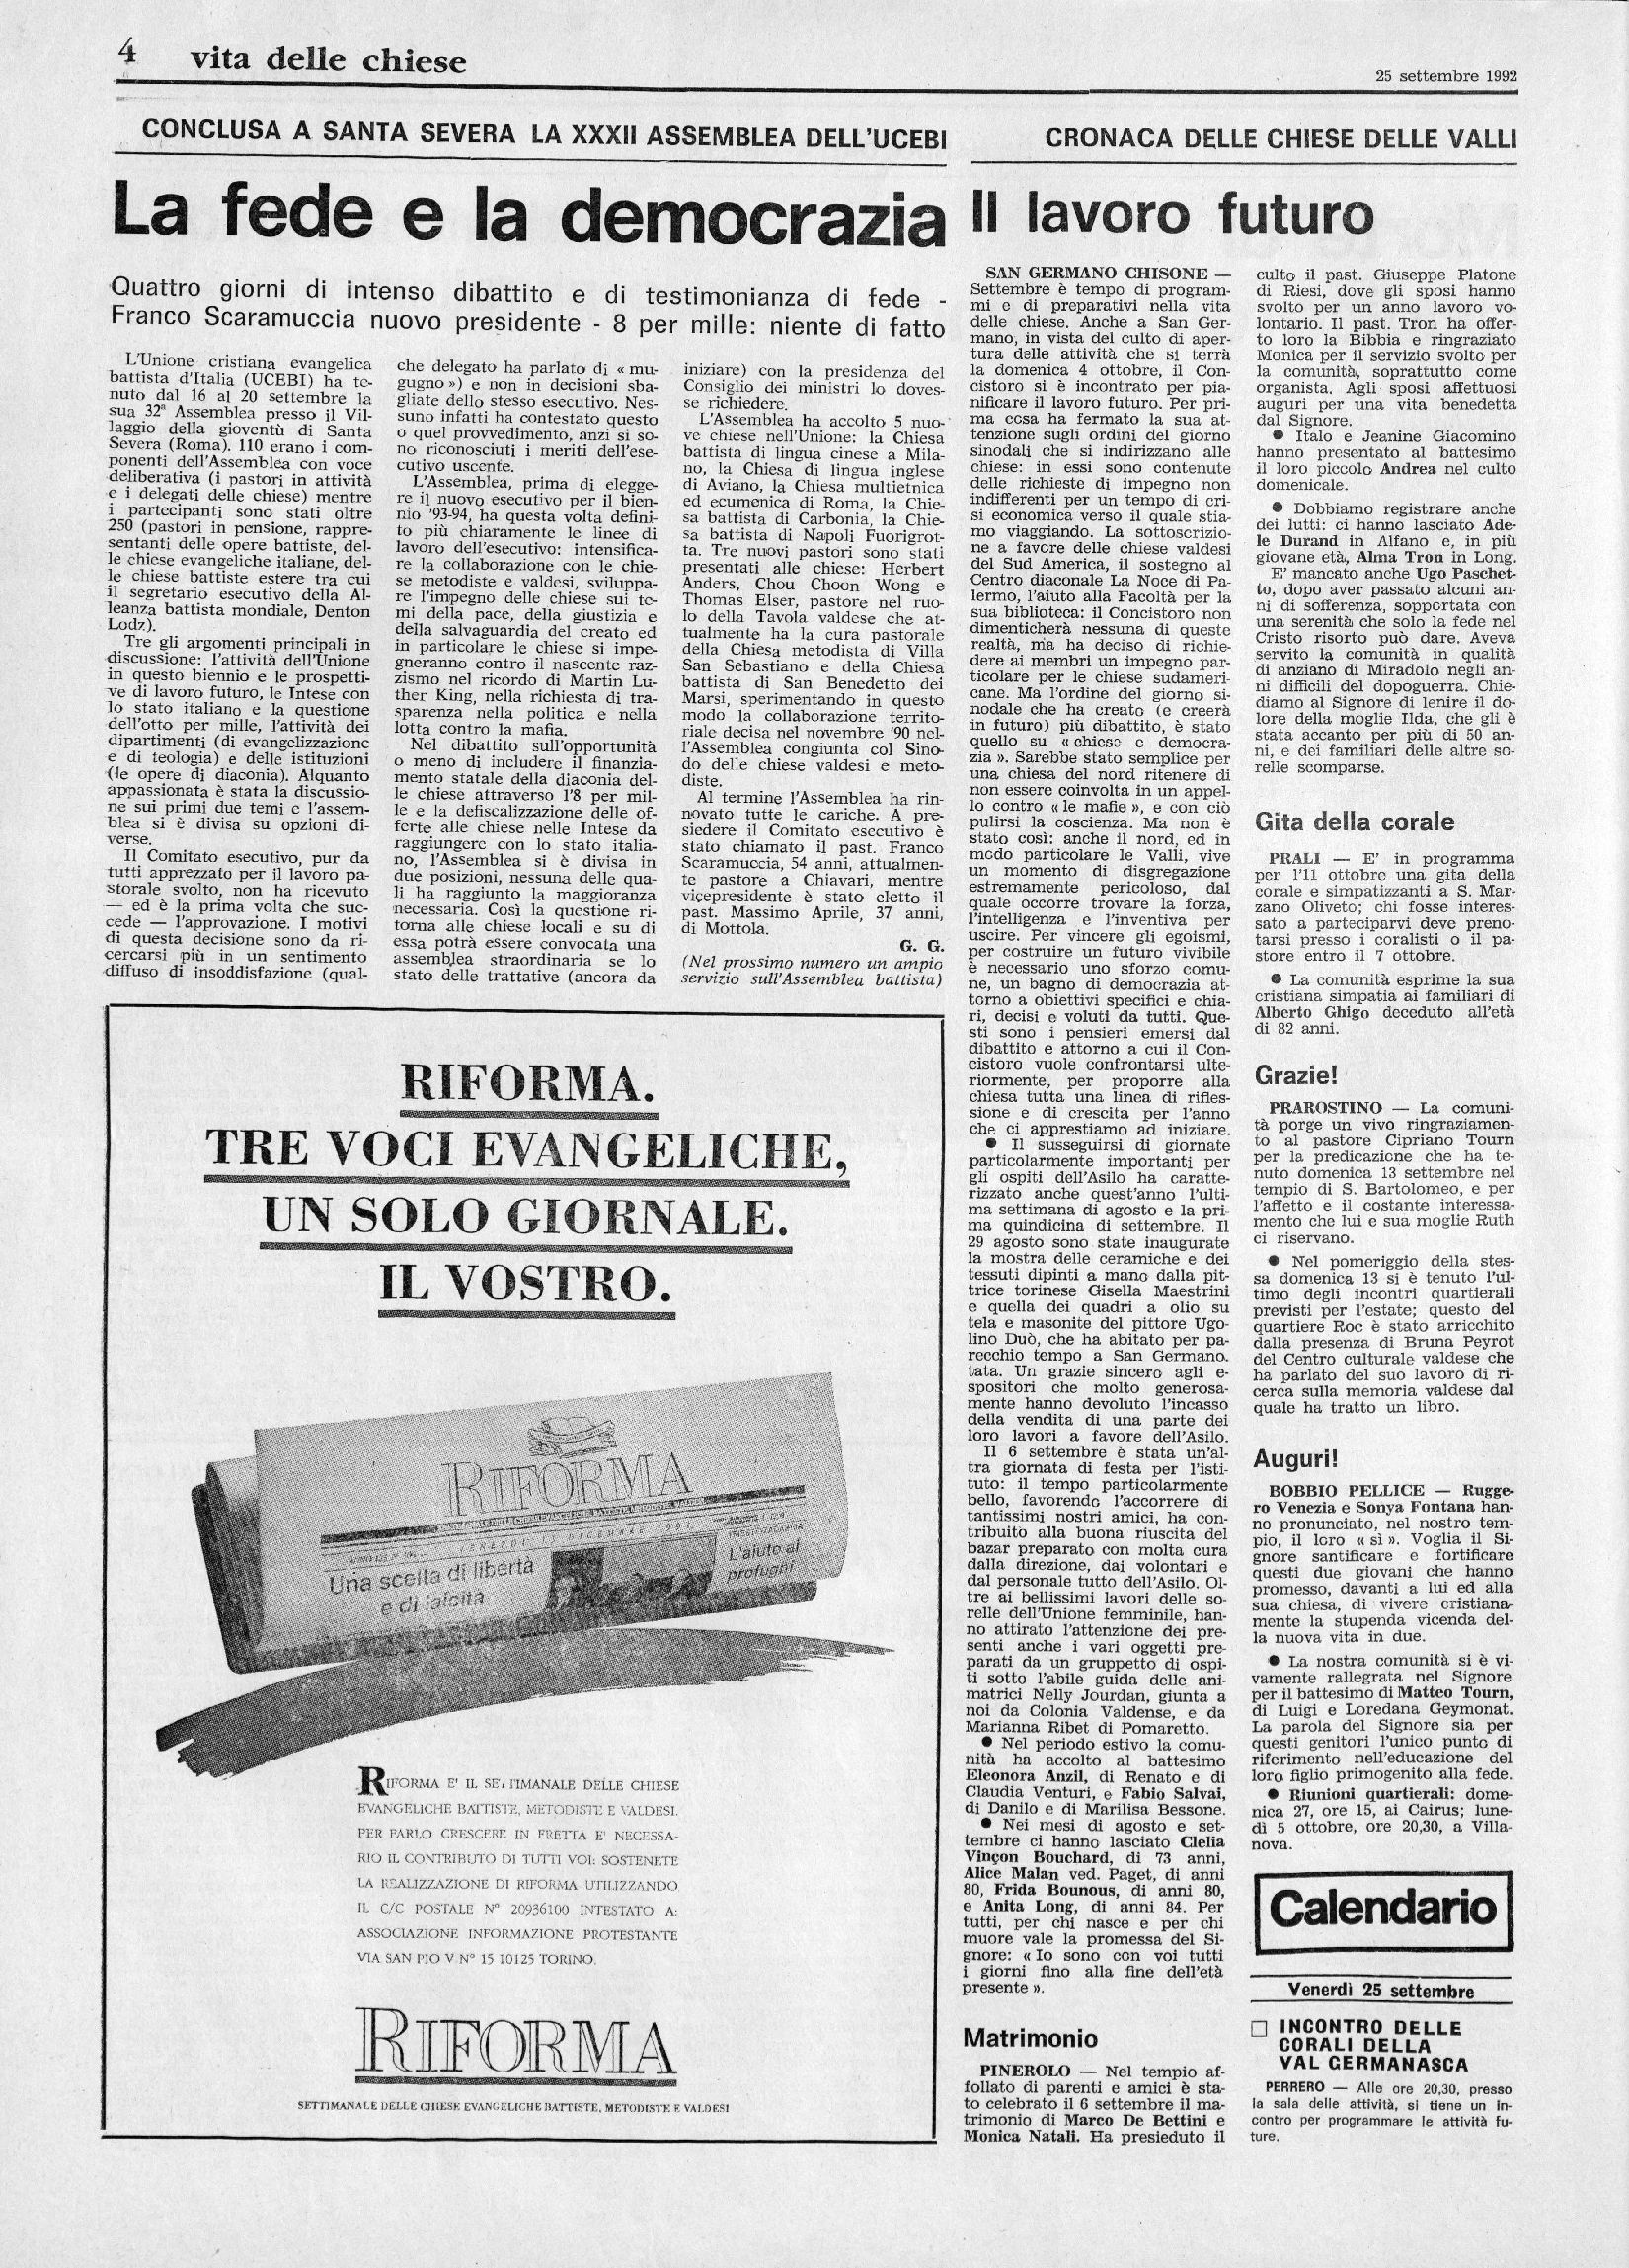 4 vita delle chiese
25 settembre 1992
CONCLUSA A SANTA SEVERA LA XXXII ASSEMBLEA DELL'UCEBI
La fede e la democrazia
Quattro giorni di intenso dibattito e di testimonianza di fede -
Franco Scaramuccia nuovo presidente - 8 per mille: niente di fatto
L'Unione cristiana evangelica
battista d'Italia (UCEBI) ha te-
nuto dal 16 al 20 settembre la
sua 32ª Assemblea presso il Vil-
laggio della gioventù di Santa
Severa (Roma). 110 erano i com-
ponenti dell'Assemblea con voce
deliberativa (i pastori in attività
e i delegati delle chiese) mentre
i partecipanti sono stati oltre
250 (pastori in pensione, rappre-
sentanti delle opere battiste, del-
le chiese evangeliche italiane, del-
le chiese battiste estere tra cui
il segretario esecutivo della Al-
leanza battista mondiale, Denton
Lodz).
Tre gli argomenti principali in
discussione: l'attività dell'Unione
in questo biennio e le prospetti-
ve di lavoro futuro, le Intese con
lo stato italiano e la questione
dell'otto per mille, l'attività dei
dipartimenti (di evangelizzazione
e di teologia) e delle istituzioni
(le opere di diaconia). Alquanto
appassionata è stata la discussio-
ne sui primi due temi e l'assem-
blea si è divisa su opzioni di-
verse.
Il Comitato esecutivo, pur da
tutti apprezzato per il lavoro pa-
storale svolto, non ha ricevuto
— ed è la prima volta che suc-
cede — l'approvazione. I motivi
di questa decisione sono da ri-
cercarsi più in un sentimento
diffuso di insoddisfazione (qual-
che delegato ha parlato di « mu-
gugno ») e non in decisioni sba-
gliate dello stesso esecutivo. Nes-
suno infatti ha contestato questo
o quel provvedimento, anzi si so-
no riconosciuti i meriti dell'ese-
cutivo uscente.
L'Assemblea, prima di elegge-
re il nuovo esecutivo per il bien-
nio '93-94, ha questa volta defini-
to più chiaramente le linee di
lavoro dell'esecutivo: intensifica-
re la collaborazione con le chie-
se metodiste e valdesi, sviluppa-
re l'impegno delle chiese sui te-
mi della pace, della giustizia e
della salvaguardia del creato ed
in particolare le chiese si impe-
gneranno contro il nascente raz-
zismo nel ricordo di Martin Lu-
ther King, nella richiesta di tra-
sparenza nella politica e nella
lotta contro la mafia.
Nel dibattito sull'opportunità
o meno di includere il finanzia-
mento statale della diaconia del-
le chiese attraverso l'8 per mil-
le e la defiscalizzazione delle of-
ferte alle chiese nelle Intese da
raggiungere con lo stato italia-
no, l'Assemblea si è divisa in
due posizioni, nessuna delle qua-
li ha raggiunto la maggioranza
necessaria. Così la questione ri-
torna alle chiese locali e su di
essa potrà essere convocata una
assemblea straordinaria se lo
stato delle trattative (ancora da
iniziare) con la presidenza del
Consiglio dei ministri lo doves-
se richiedere.
L'Assemblea ha accolto 5 nuo-
ve chiese nell'Unione: la Chiesa
battista di lingua cinese a Mila-
no, la Chiesa di lingua inglese
di Aviano, la Chiesa multietnica
ed ecumenica di Roma, la Chie-
sa battista di Carbonia, la Chie-
sa battista di Napoli Fuorigrot-
ta. Tre nuovi pastori sono stati
presentati alle chiese: Herbert
Anders, Chou Choon Wong e
Thomas Elser, pastore nel ruo-
lo della Tavola valdese che at-
tualmente ha la cura pastorale
della Chiesa metodista di Villa
San Sebastiano e della Chiesa
battista di San Benedetto dei
Marsi, sperimentando in questo
modo la collaborazione territo-
riale decisa nel novembre '90 nel-
l'Assemblea congiunta col Sino-
do delle chiese valdesi e meto-
diste.
Al termine l'Assemblea ha rin-
novato tutte le cariche. A pre-
siedere il Comitato esecutivo è
stato chiamato il past. Franco
Scaramuccia, 54 anni, attualmen-
te pastore a Chiavari, mentre
vicepresidente è stato eletto il
past. Massimo Aprile, 37 anni,
di Mottola.
G. G.
(Nel prossimo numero un ampio
servizio sull'Assemblea battista)
RIFORMA.
TRE VOCI EVANGELICHE,
UN SOLO GIORNALE.
IL VOSTRO.
RIFORMA
Una scelta di libertà
e di laicità
L'aiuto ai
profughi
RIFORMA E' IL SETTIMANALE DELLE CHIESE
EVANGELICHE BATTISTE, METODISTE E VALDESI.
PER FARLO CRESCERE IN FRETTA E' NECESSA-
RIO IL CONTRIBUTO DI TUTTI VOI: SOSTENETE
LA REALIZZAZIONE DI RIFORMA UTILIZZANDO
IL C/C POSTALE N° 20936100 INTESTATO A:
ASSOCIAZIONE INFORMAZIONE PROTESTANTE
VIA SAN PIO V N° 15 10125 TORINO.
RIFORMA
SETTIMANALE DELLE CHIESE EVANGELICHE BATTISTE, METODISTE E VALDESI
CRONACA DELLE CHIESE DELLE VALLI
Il lavoro futuro
SAN GERMANO CHISONE —
Settembre è tempo di program-
mi e di preparativi nella vita
delle chiese. Anche a San Ger-
mano, in vista del culto di aper-
tura delle attività che si terrà
la domenica 4 ottobre, il Con-
cistoro si è incontrato per pia-
nificare il lavoro futuro. Per pri-
ma cosa ha fermato la sua at-
tenzione sugli ordini del giorno
sinodali che si indirizzano alle
chiese: in essi sono contenute
delle richieste di impegno non
indifferenti per un tempo di cri-
si economica verso il quale stia-
mo viaggiando. La sottoscrizio-
ne a favore delle chiese valdesi
del Sud America, il sostegno al
Centro diaconale La Noce di Pa-
lermo, l'aiuto alla Facoltà per la
sua biblioteca: il Concistoro non
dimenticherà nessuna di queste
realtà, ma ha deciso di richie-
dere ai membri un impegno par-
ticolare per le chiese sudameri-
cane. Ma l'ordine del giorno si-
nodale che ha creato (e creerà
in futuro) più dibattito, è stato
quello su « chiese e democra-
zia ». Sarebbe stato semplice per
una chiesa del nord ritenere di
non essere coinvolta in un appel-
lo contro « le mafie », e con ciò
pulirsi la coscienza. Ma non è
stato così: anche il nord, ed in
modo particolare le Valli, vive
un momento di disgregazione
estremamente pericoloso, dal
quale occorre trovare la forza,
l'intelligenza e l'inventiva per
uscire. Per vincere gli egoismi,
per costruire un futuro vivibile
è necessario uno sforzo comu-
ne, un bagno di democrazia at-
torno a obiettivi specifici e chia-
ri, decisi e voluti da tutti. Que-
sti sono i pensieri emersi dal
dibattito e attorno a cui il Con-
cistoro vuole confrontarsi ulte-
riormente, per proporre alla
chiesa tutta una linea di rifles-
sione e di crescita per l'anno
che ci apprestiamo ad iniziare.
● Il susseguirsi di giornate
particolarmente importanti per
gli ospiti dell'Asilo ha caratte-
rizzato anche quest'anno l'ulti-
ma settimana di agosto e la pri-
ma quindicina di settembre. Il
29 agosto sono state inaugurate
la mostra delle ceramiche e dei
tessuti dipinti a mano dalla pit-
trice torinese Gisella Maestrini
e quella dei quadri a olio su
tela e masonite del pittore Ugo-
lino Duò, che ha abitato per pa-
recchio tempo a San Germano.
tata. Un grazie sincero agli e-
spositori che molto generosa-
mente hanno devoluto l'incasso
della vendita di una parte dei
loro lavori a favore dell'Asilo.
Il 6 settembre è stata un'al-
tra giornata di festa per l'isti-
tuto: il tempo particolarmente
bello, favorendo l'accorrere di
tantissimi nostri amici, ha con-
tribuito alla buona riuscita del
bazar preparato con molta cura
dalla direzione, dai volontari e
dal personale tutto dell'Asilo. Ol-
tre ai bellissimi lavori delle so-
relle dell'Unione femminile, han-
no attirato l'attenzione dei pre-
senti anche i vari oggetti pre-
parati da un gruppetto di ospi-
ti sotto l'abile guida delle ani-
matrici Nelly Jourdan, giunta a
noi da Colonia Valdense, e da
Marianna Ribet di Pomaretto.
● Nel periodo estivo la comu-
nità ha accolto al battesimo
Eleonora Anzil, di Renato e di
Claudia Venturi, e Fabio Salvai,
di Danilo e di Marilisa Bessone.
● Nei mesi di agosto e set-
tembre ci hanno lasciato Clelia
Vinçon Bouchard, di 73 anni,
Alice Malan ved. Paget, di anni
80, Frida Bounous, di anni 80,
e Anita Long, di anni 84. Per
tutti, per chi nasce e per chi
muore vale la promessa del Si-
gnore: « Io sono con voi tutti
i giorni fino alla fine dell'età
presente ».
Matrimonio
PINEROLO — Nel tempio af-
follato di parenti e amici è sta-
to celebrato il 6 settembre il ma-
trimonio di Marco De Bettini e
Monica Natali. Ha presieduto il
culto il past. Giuseppe Platone
di Riesi, dove gli sposi hanno
svolto per un anno lavoro vo-
lontario. Il past. Tron ha offer-
to loro la Bibbia e ringraziato
Monica per il servizio svolto per
la comunità, soprattutto come
organista. Agli sposi affettuosi
auguri per una vita benedetta
dal Signore.
● Italo e Jeanine Giacomino
hanno presentato al battesimo
il loro piccolo Andrea nel culto
domenicale.
● Dobbiamo registrare anche
dei lutti: ci hanno lasciato Ade-
le Durand in Alfano e, in più
giovane età, Alma Tron in Long.
E' mancato anche Ugo Paschet-
to, dopo aver passato alcuni an-
ni di sofferenza, sopportata con
una serenità che solo la fede nel
Cristo risorto può dare. Aveva
servito la comunità in qualità
di anziano di Miradolo negli an-
ni difficili del dopoguerra. Chie-
diamo al Signore di lenire il do-
lore della moglie Ilda, che gli è
stata accanto per più di 50 an-
ni, e dei familiari delle altre so-
relle scomparse.
Gita della corale
PRALI — E' in programma
per l'11 ottobre una gita della
corale e simpatizzanti a S. Mar-
zano Oliveto; chi fosse interes-
sato a parteciparvi deve preno-
tarsi presso i coralisti o il pa-
store entro il 7 ottobre.
● La comunità esprime la sua
cristiana simpatia ai familiari di
Alberto Ghigo deceduto all'età
di 82 anni.
Grazie!
PRAROSTINO — La comuni-
tà porge un vivo ringraziamen-
to al pastore Cipriano Tourn
per la predicazione che ha te-
nuto domenica 13 settembre nel
tempio di S. Bartolomeo, e per
l'affetto e il costante interessa-
mento che lui e sua moglie Ruth
ci riservano.
● Nel pomeriggio della stes-
sa domenica 13 si è tenuto l'ul-
timo degli incontri quartierali
previsti per l'estate; questo del
quartiere Roc è stato arricchito
dalla presenza di Bruna Peyrot
del Centro culturale valdese che
ha parlato del suo lavoro di ri-
cerca sulla memoria valdese dal
quale ha tratto un libro.
Auguri!
BOBBIO PELLICE — Rugge-
ro Venezia e Sonya Fontana han-
no pronunciato, nel nostro tem-
pio, il loro « sì ». Voglia il Si-
gnore santificare e fortificare
questi due giovani che hanno
promesso, davanti a lui ed alla
sua chiesa, di vivere cristiana-
mente la stupenda vicenda del-
la nuova vita in due.
● La nostra comunità si è vi-
vamente rallegrata nel Signore
per il battesimo di Matteo Tourn,
di Luigi e Loredana Geymonat.
La parola del Signore sia per
questi genitori l'unico punto di
riferimento nell'educazione del
loro figlio primogenito alla fede.
● Riunioni quartierali: dome-
nica 27, ore 15, ai Cairus; lune-
dì 5 ottobre, ore 20,30, a Villa-
nova.
Calendario
Venerdì 25 settembre
□ INCONTRO DELLE
CORALI DELLA
VAL GERMANASCA
PERRERO — Alle ore 20,30, presso
la sala delle attività, si tiene un in-
contro per programmare le attività fu-
ture.